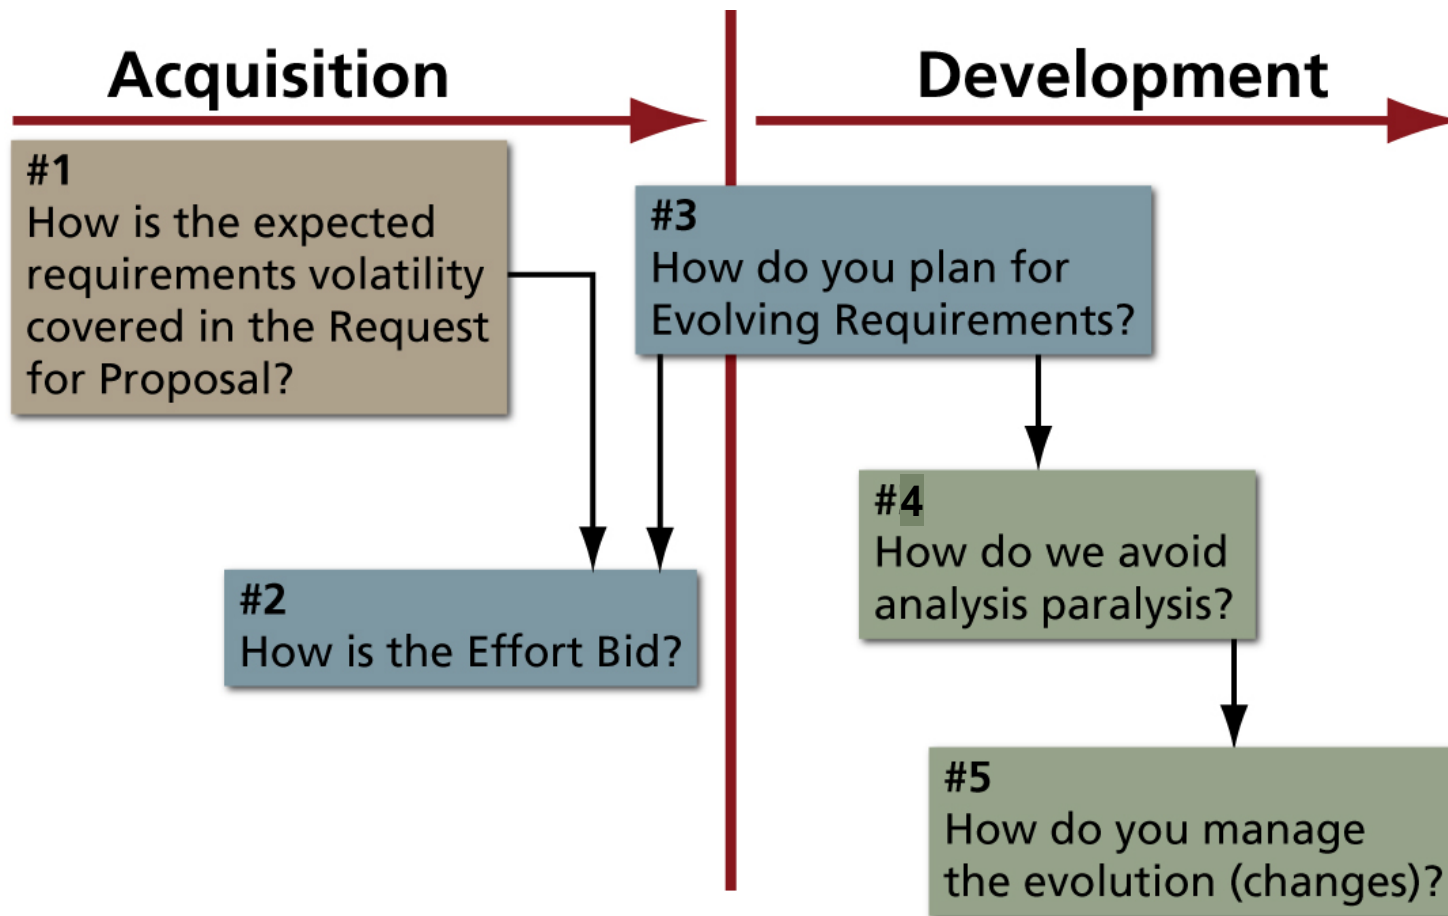 Acquisition
Development
#1
How is the expected
requirements volatility
covered in the Request
for Proposal?
#3
How do you plan for
Evolving Requirements?
#2
How is the Effort Bid?
#4
How do we avoid
analysis paralysis?
#5
How do you manage
the evolution (changes)?